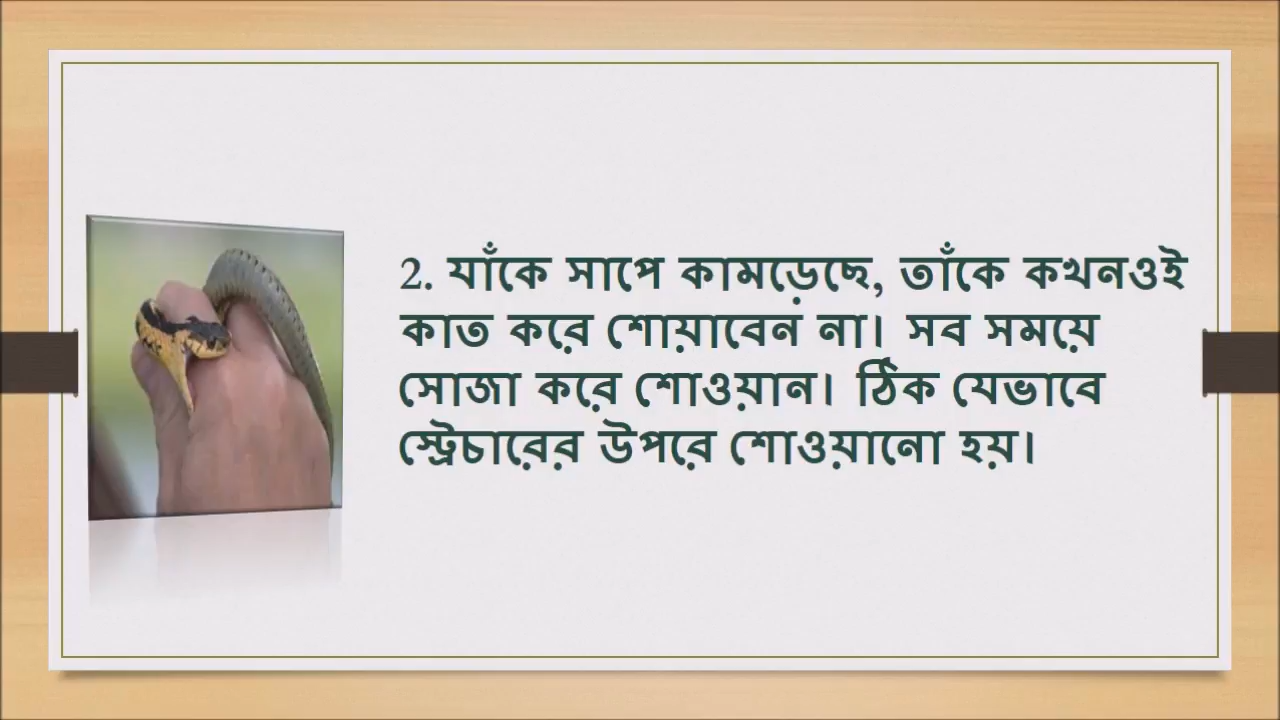 2. যাঁকে সাপে কামড়েছে, তাঁকে কখনওই
কাত করে শোয়াবেন না। সব সময়ে
সোজা করে শোওয়ান। ঠিক যেভাবে
স্ট্রেচারের উপরে শোওয়ানো হয়।